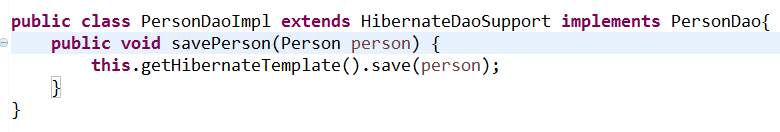 public class PersonDaoImpl extends HibernateDaoSupport implements PersonDao{
    public void savePerson(Person person) {
        this.getHibernateTemplate().save(person);
    }
}